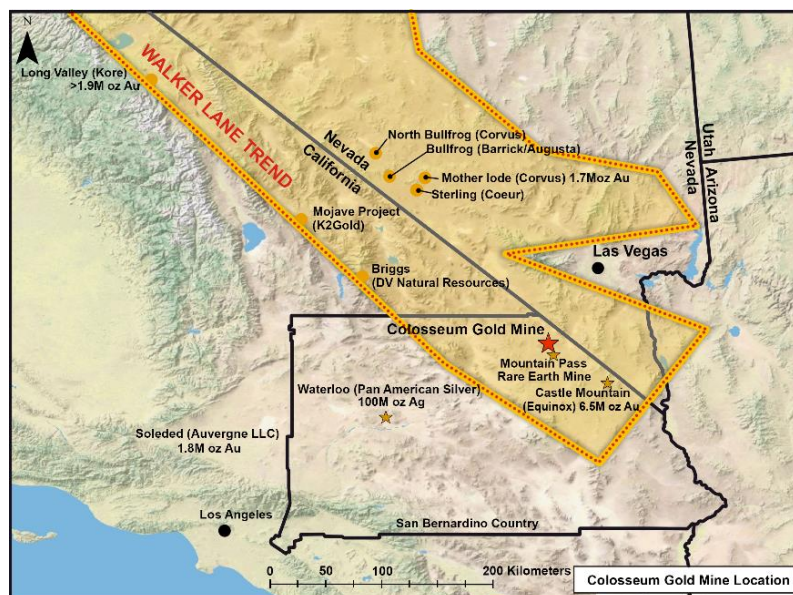 N
Long Valley (Kore)
>1.9M oz Au
WALKER LANE TREND
North Bullfrog (Corvus)
Bullfrog (Barrick/Augusta)
Nevada
California
Mother lode (Corvus) 1.7Moz Au
Sterling (Coeur)
Utah
Nevada
Arizona
Mojave Project
(K2Gold)
Las Vegas
Briggs
(DV Natural Resources)
Colosseum Gold Mine
Mountain Pass
Rare Earth Mine
Waterloo (Pan American Silver)
100M oz Ag
Castle Mountain
(Equinox) 6.5M oz Au
Soleded (Auvergne LLC)
1.8M oz Au
Los Angeles
San Bernardino Country
0 25 50 100 150 200 Kilometers
Colosseum Gold Mine Location